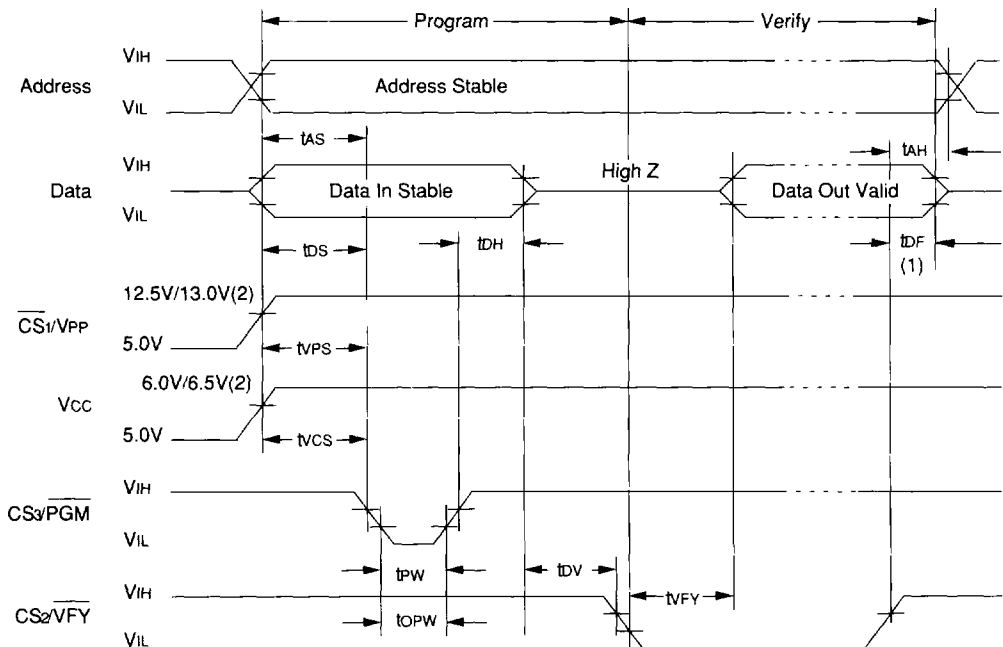 Program Verify
VIH
Address
Address Stable
VIL
tAS
tAH
VIH
High Z
Data
Data In Stable
Data Out Valid
VIL
tDS
tDH
tDF
(1)
12.5V/13.0V(2)
CS1/VPP
5.0V
tVPS
6.0V/6.5V(2)
VCC
5.0V
tVCS
VIH
CS3/PGM
VIL
tPW
tDV
VIH
tVFY
CS2/VFY
tOPW
VIL